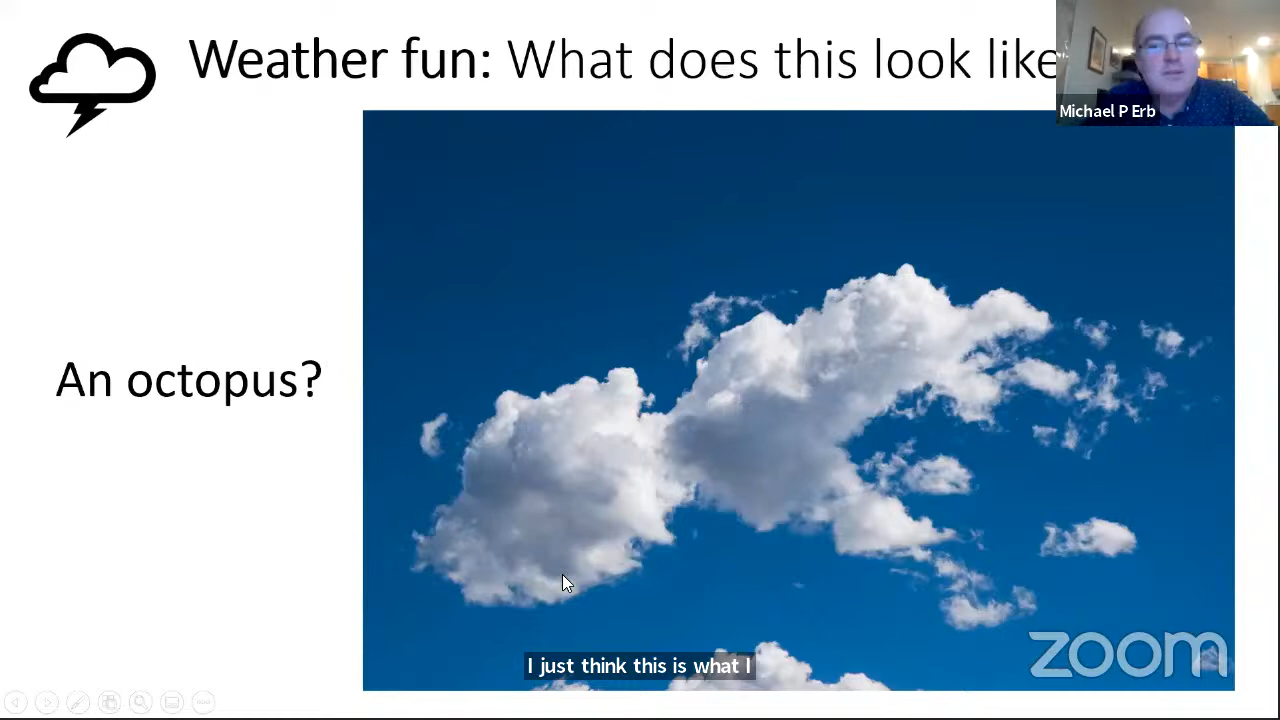 Weather fun: What does this look like
Michael P Erb
An octopus?
I just think this is what I
zoom